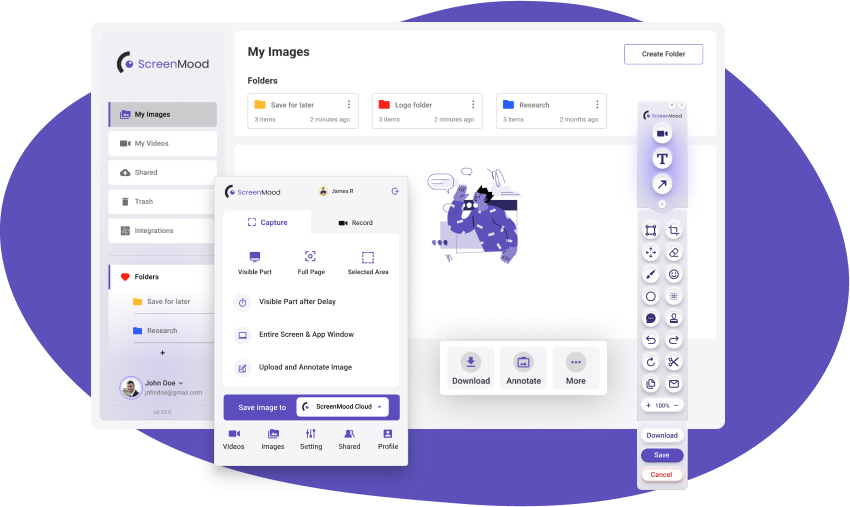 ScreenMood
My Images
My Videos
Shared
Trash
Integrations
Folders
Save for later
Research
+
John Doe
johndoe@gmail.com
My Images
Create Folder
Folders
Save for later
3 items
2 minutes ago
Logo folder
3 items
2 minutes ago
Research
3 items
2 months ago
ScreenMood
James R
Capture
Record
Visible Part
Full Page
Selected Area
Visible Part after Delay
Entire Screen & App Window
Upload and Annotate Image
Save image to
ScreenMood Cloud
Videos
Images
Setting
Shared
Profile
Download
Annotate
More
ScreenMood
T
+ 100% −
Download
Save
Cancel